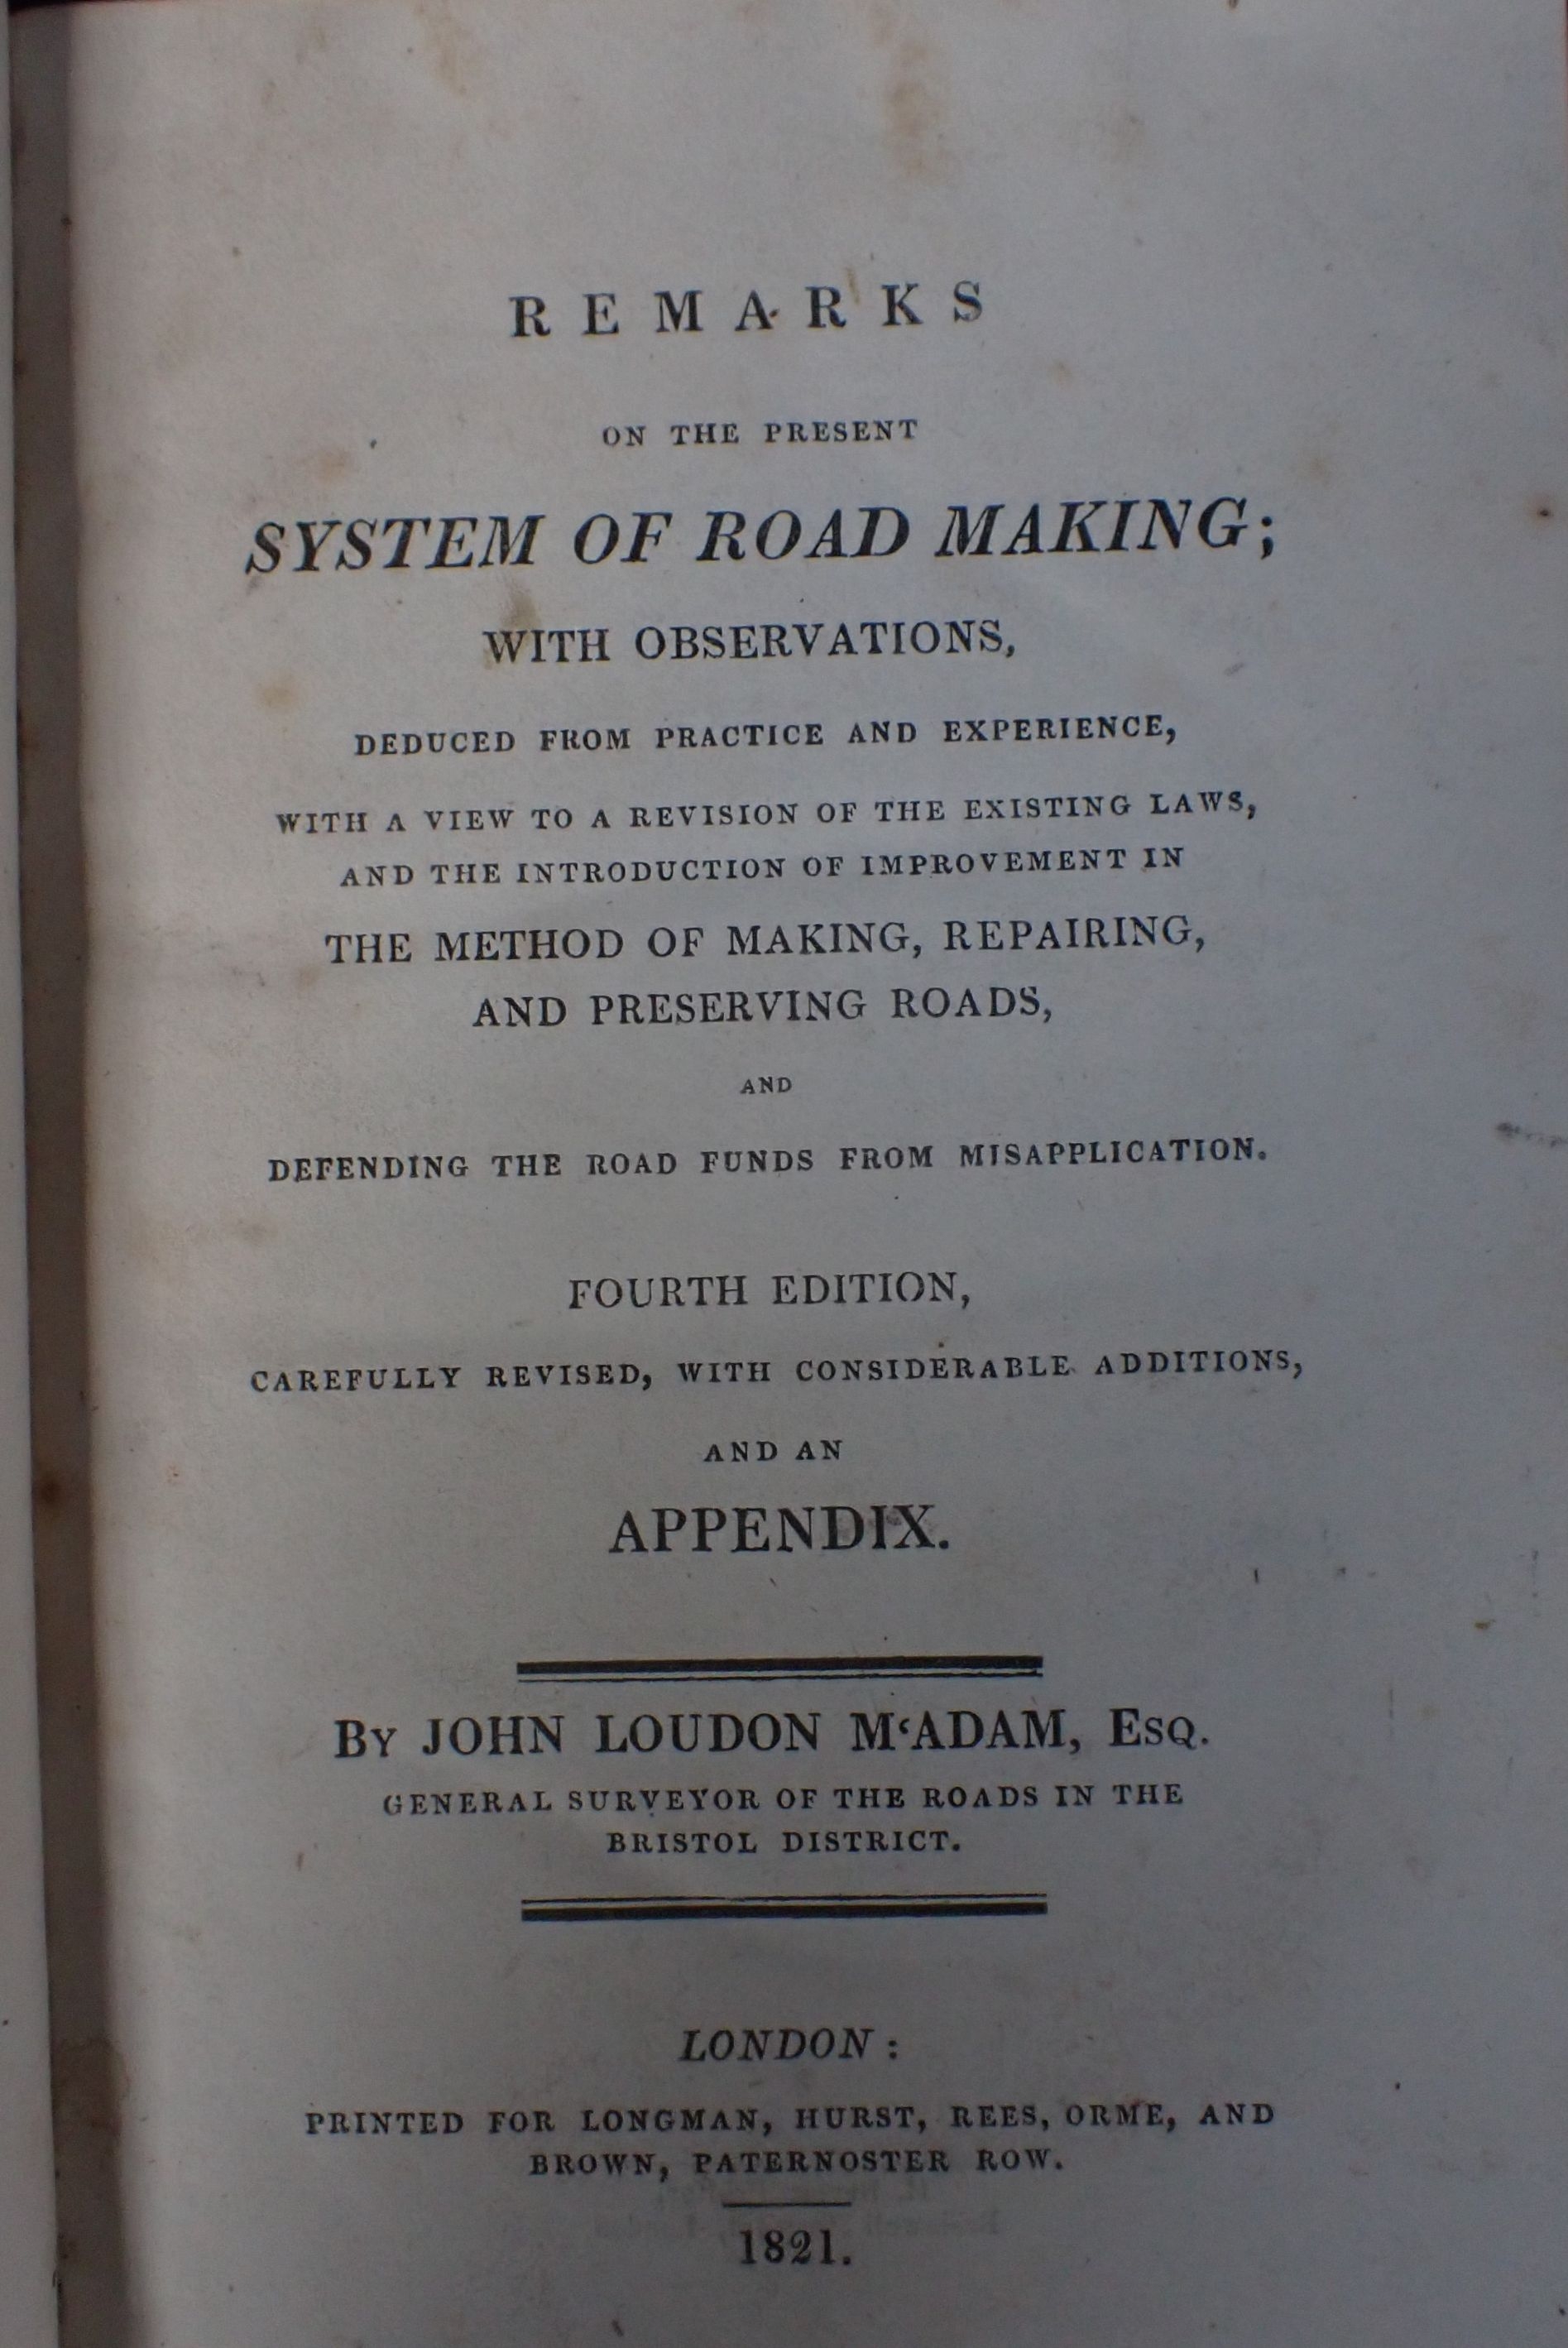 REMARKS
ON THE PRESENT
SYSTEM OF ROAD MAKING;
WITH OBSERVATIONS,
DEDUCED FROM PRACTICE AND EXPERIENCE,
WITH A VIEW TO A REVISION OF THE EXISTING LAWS,
AND THE INTRODUCTION OF IMPROVEMENT IN
THE METHOD OF MAKING, REPAIRING,
AND PRESERVING ROADS,
AND
DEFENDING THE ROAD FUNDS FROM MISAPPLICATION.
FOURTH EDITION,
CAREFULLY REVISED, WITH CONSIDERABLE ADDITIONS,
AND AN
APPENDIX.
BY JOHN LOUDON M‘ADAM, ESQ.
GENERAL SURVEYOR OF THE ROADS IN THE
BRISTOL DISTRICT.
LONDON:
PRINTED FOR LONGMAN, HURST, REES, ORME, AND
BROWN, PATERNOSTER ROW.
1821.